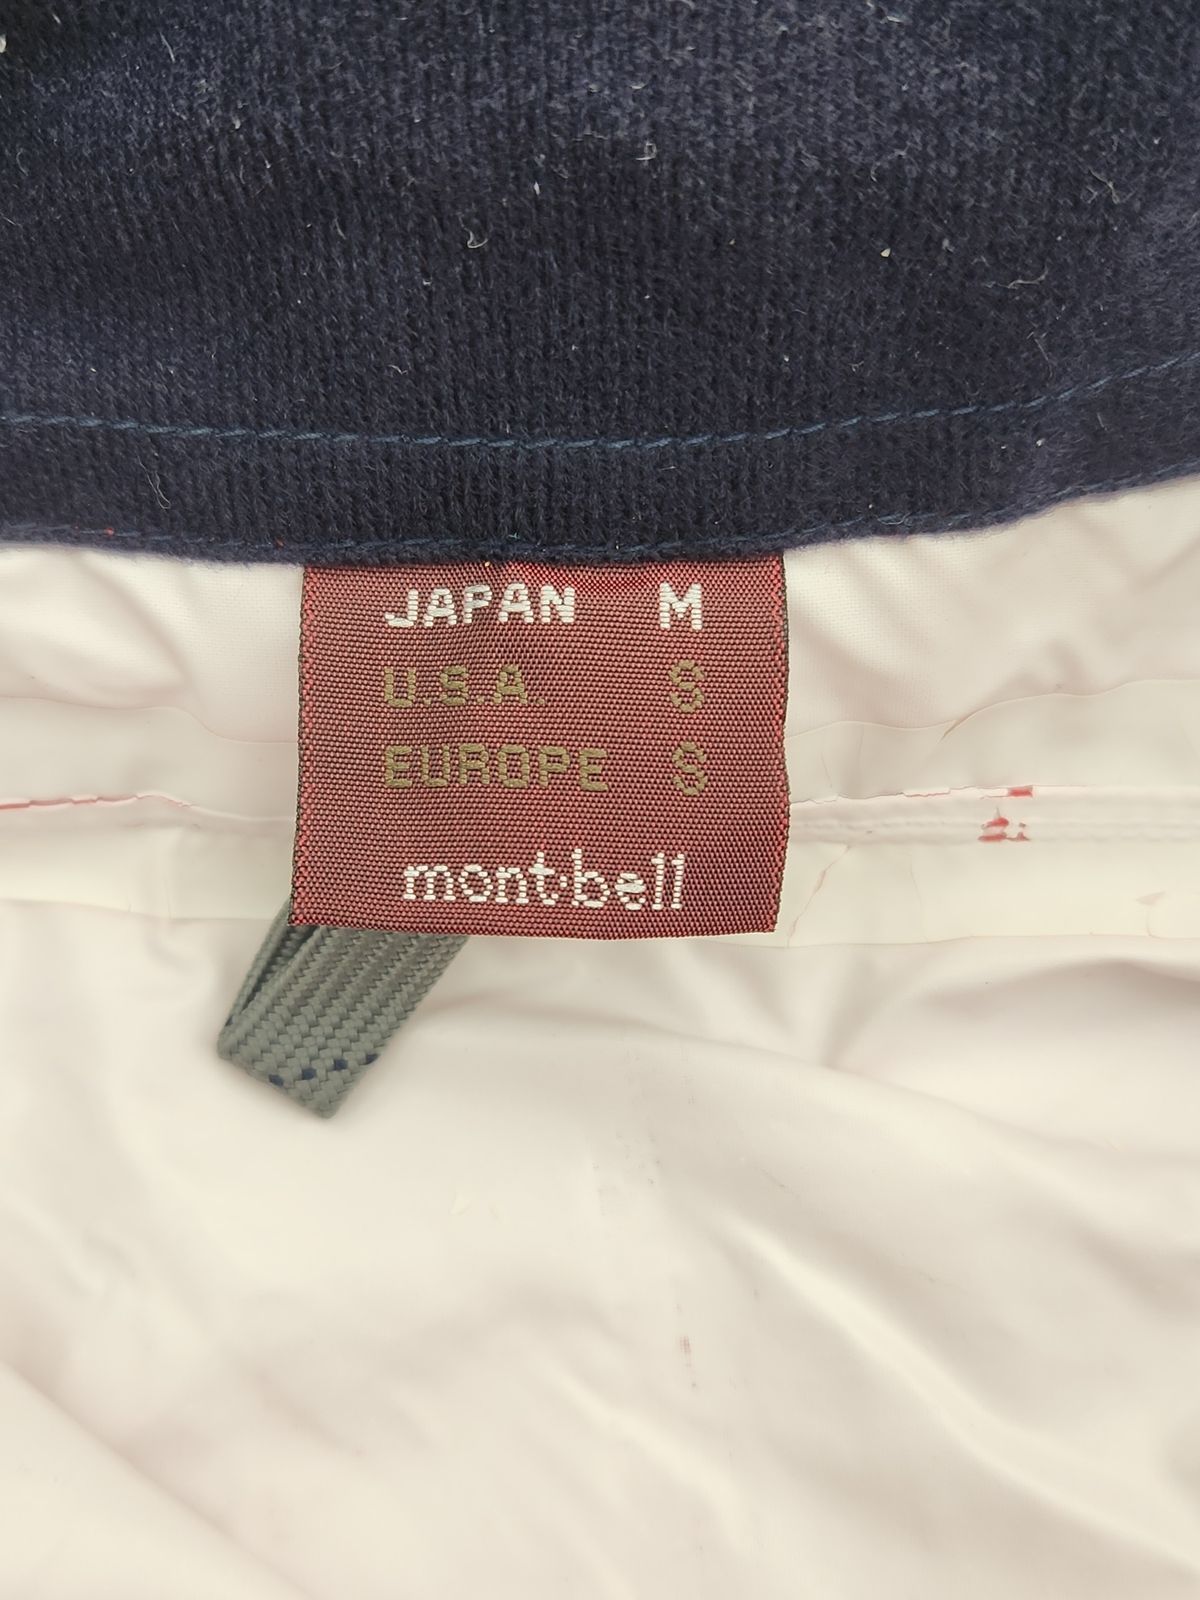 JAPAN M
U.S.A. S
EUROPE S
mont·bell